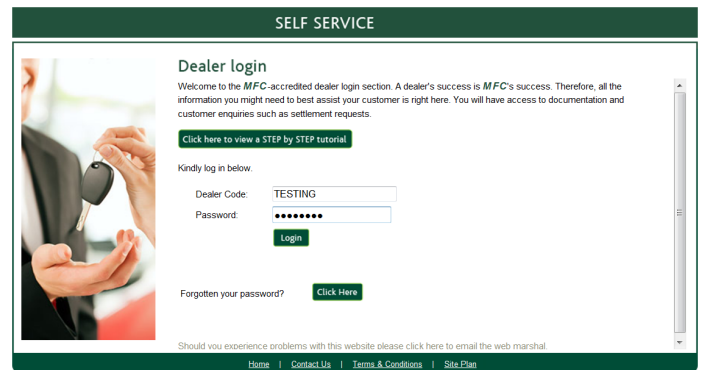 SELF SERVICE
Dealer login
Welcome to the MFC-accredited dealer login section. A dealer's success is MFC's success. Therefore, all the
information you might need to best assist your customer is right here. You will have access to documentation and
customer enquiries such as settlement requests.
Click here to view a STEP by STEP tutorial
Kindly log in below.
Dealer Code: TESTING
Password: ●●●●●●●●
Login
Forgotten your password? Click Here
Should you experience problems with this website please click here to email the web marshal.
Home | Contact Us | Terms & Conditions | Site Plan